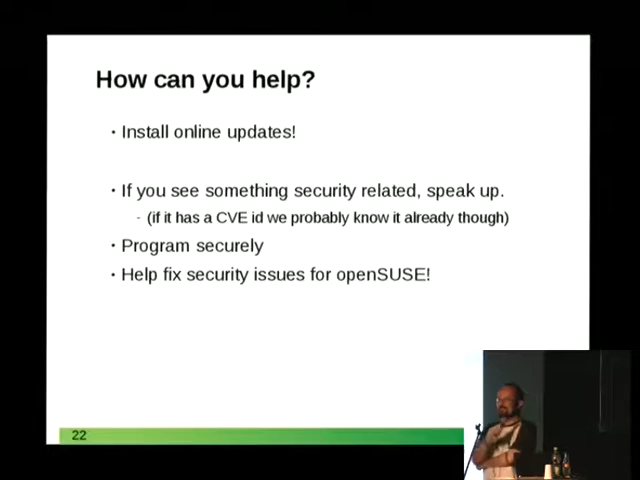 How can you help?
· Install online updates!
· If you see something security related, speak up.
- (if it has a CVE id we probably know it already though)
· Program securely
· Help fix security issues for openSUSE!
22